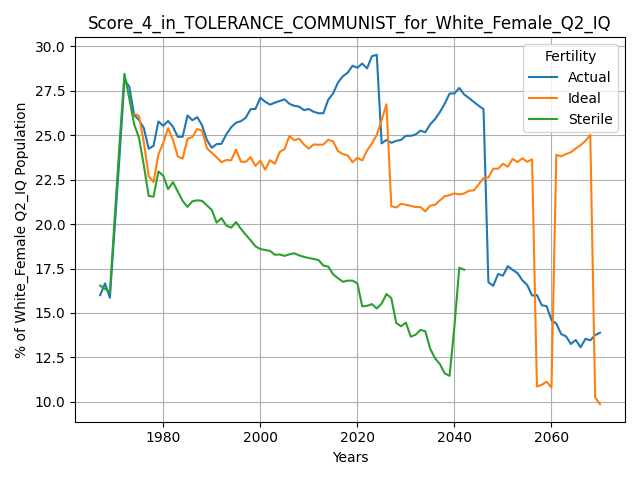 Score_4_in_TOLERANCE_COMMUNIST_for_White_Female_Q2_IQ
% of White_Female Q2_IQ Population
30.0
27.5
25.0
22.5
20.0
17.5
15.0
12.5
10.0
Fertility
Actual
Ideal
Sterile
1980
2000
2020
2040
2060
Years